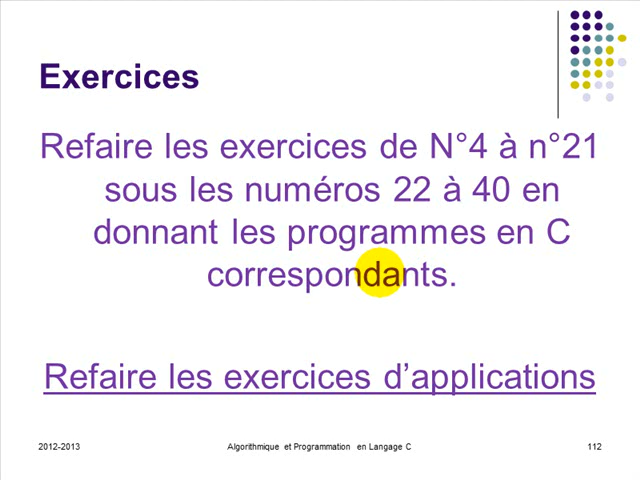 Exercices
Refaire les exercices de N°4 à n°21
sous les numéros 22 à 40 en
donnant les programmes en C
correspondants.
Refaire les exercices d’applications
2012-2013
Algorithmique et Programmation en Langage C
112